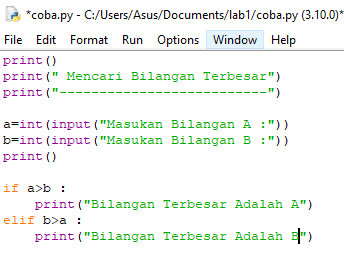 *coba.py - C:/Users/Asus/Documents/lab1/coba.py (3.10.0)*
File Edit Format Run Options Window Help
print()
print(" Mencari Bilangan Terbesar")
print("--------------------------")
a=int(input("Masukan Bilangan A :"))
b=int(input("Masukan Bilangan B :"))
print()
if a>b :
    print("Bilangan Terbesar Adalah A")
elif b>a :
    print("Bilangan Terbesar Adalah B")